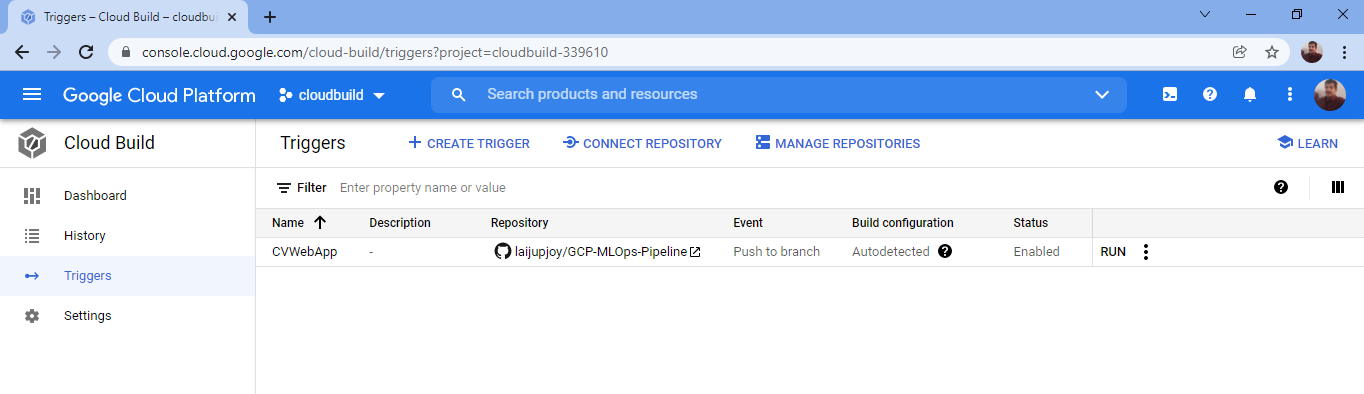 Triggers – Cloud Build – cloudbui
console.cloud.google.com/cloud-build/triggers?project=cloudbuild-339610
Google Cloud Platform cloudbuild Search products and resources
Cloud Build Triggers CREATE TRIGGER CONNECT REPOSITORY MANAGE REPOSITORIES LEARN
Dashboard
History
Triggers
Settings
Filter Enter property name or value
Name Description Repository Event Build configuration Status
CVWebApp - laijupjoy/GCP-MLOps-Pipeline Push to branch Autodetected Enabled RUN